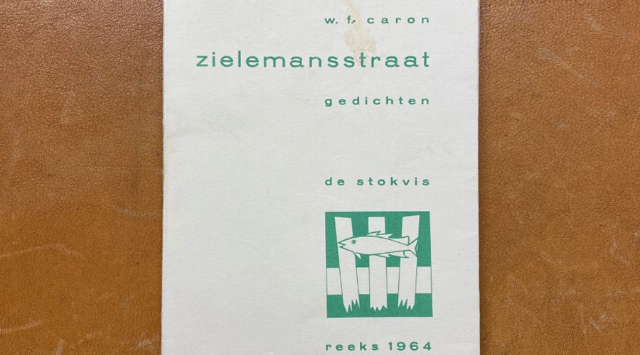 w. f. caron
zielemansstraat
gedichten
de stokvis
reeks 1964